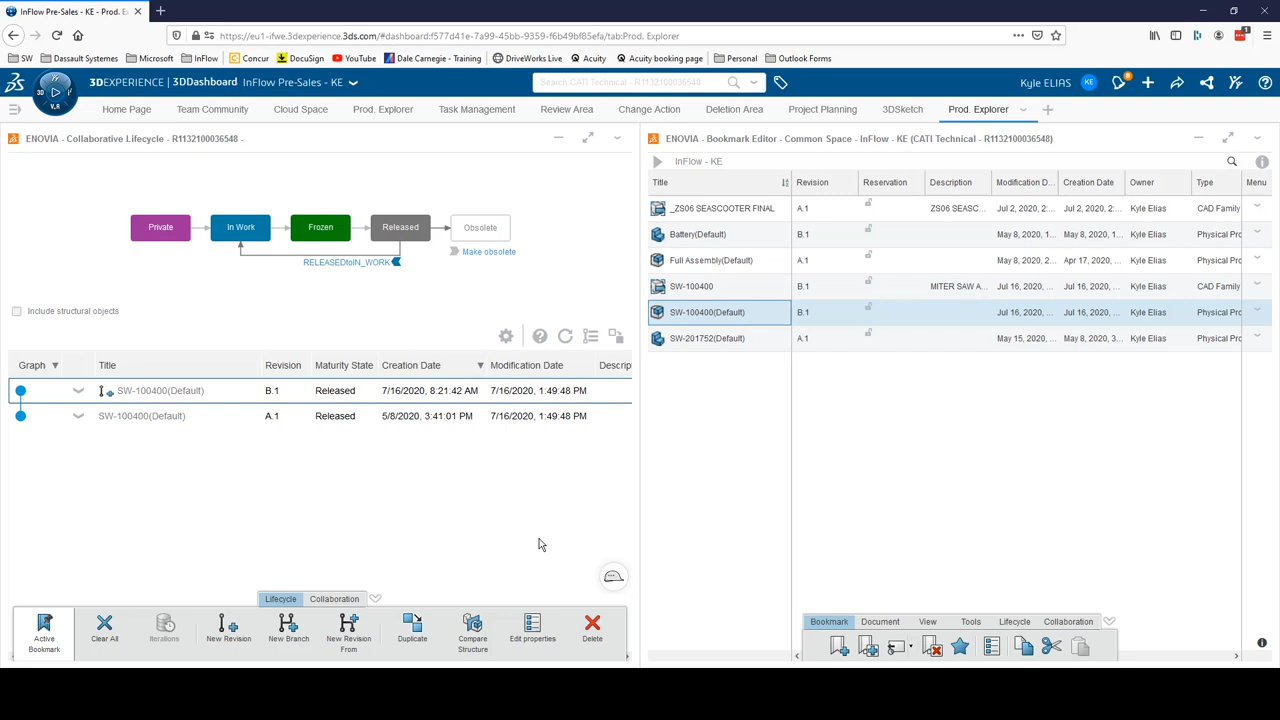 InFlow Pre-Sales - KE - Prod. Ex
https://eu1-ifwe.3dexperience.3ds.com/#dashboard:f577d41e-7a99-45bb-9359-f6b49bf85efa/tab:Prod. Explorer
SW Dassault Systemes Microsoft InFlow Concur DocuSign YouTube Dale Carnegie - Training DriveWorks Live Acuity Acuity booking page Personal Outlook Forms
3DEXPERIENCE | 3DDashboard InFlow Pre-Sales - KE Search CATI Technical - R1132100036548 Kyle ELIAS KE
3D V.R
Home Page Team Community Cloud Space Prod. Explorer Task Management Review Area Change Action Deletion Area Project Planning 3DSketch Prod. Explorer
ENOVIA - Collaborative Lifecycle - R1132100036548 -
Private In Work Frozen Released Obsolete
Make obsolete
RELEASEDtoIN_WORK
Include structural objects
Graph Title Revision Maturity State Creation Date Modification Date Descrip
SW-100400(Default) B.1 Released 7/16/2020, 8:21:42 AM 7/16/2020, 1:49:48 PM
SW-100400(Default) A.1 Released 5/8/2020, 3:41:01 PM 7/16/2020, 1:49:48 PM
Lifecycle Collaboration
Active Bookmark Clear All Iterations New Revision New Branch New Revision From Duplicate Compare Structure Edit properties Delete
ENOVIA - Bookmark Editor - Common Space - InFlow - KE (CATI Technical - R1132100036548)
InFlow - KE
Title Revision Reservation Description Modification D... Creation Date Owner Type Menu
_ZS06 SEASCOOTER FINAL A.1 ZS06 SEASC... Jul 2, 2020, 2:... Jul 2, 2020, 2:... Kyle Elias CAD Family
Battery(Default) B.1 May 8, 2020, ... May 8, 2020, ... Kyle Elias Physical Pro
Full Assembly(Default) A.1 May 8, 2020, ... Apr 17, 2020, ... Kyle Elias Physical Pro
SW-100400 B.1 MITER SAW A... Jul 16, 2020, ... Jul 16, 2020, ... Kyle Elias CAD Family
SW-100400(Default) B.1 Jul 16, 2020, ... Jul 16, 2020, ... Kyle Elias Physical Pro
SW-201752(Default) A.1 May 15, 2020, ... May 8, 2020, 3... Kyle Elias Physical Pro
Bookmark Document View Tools Lifecycle Collaboration